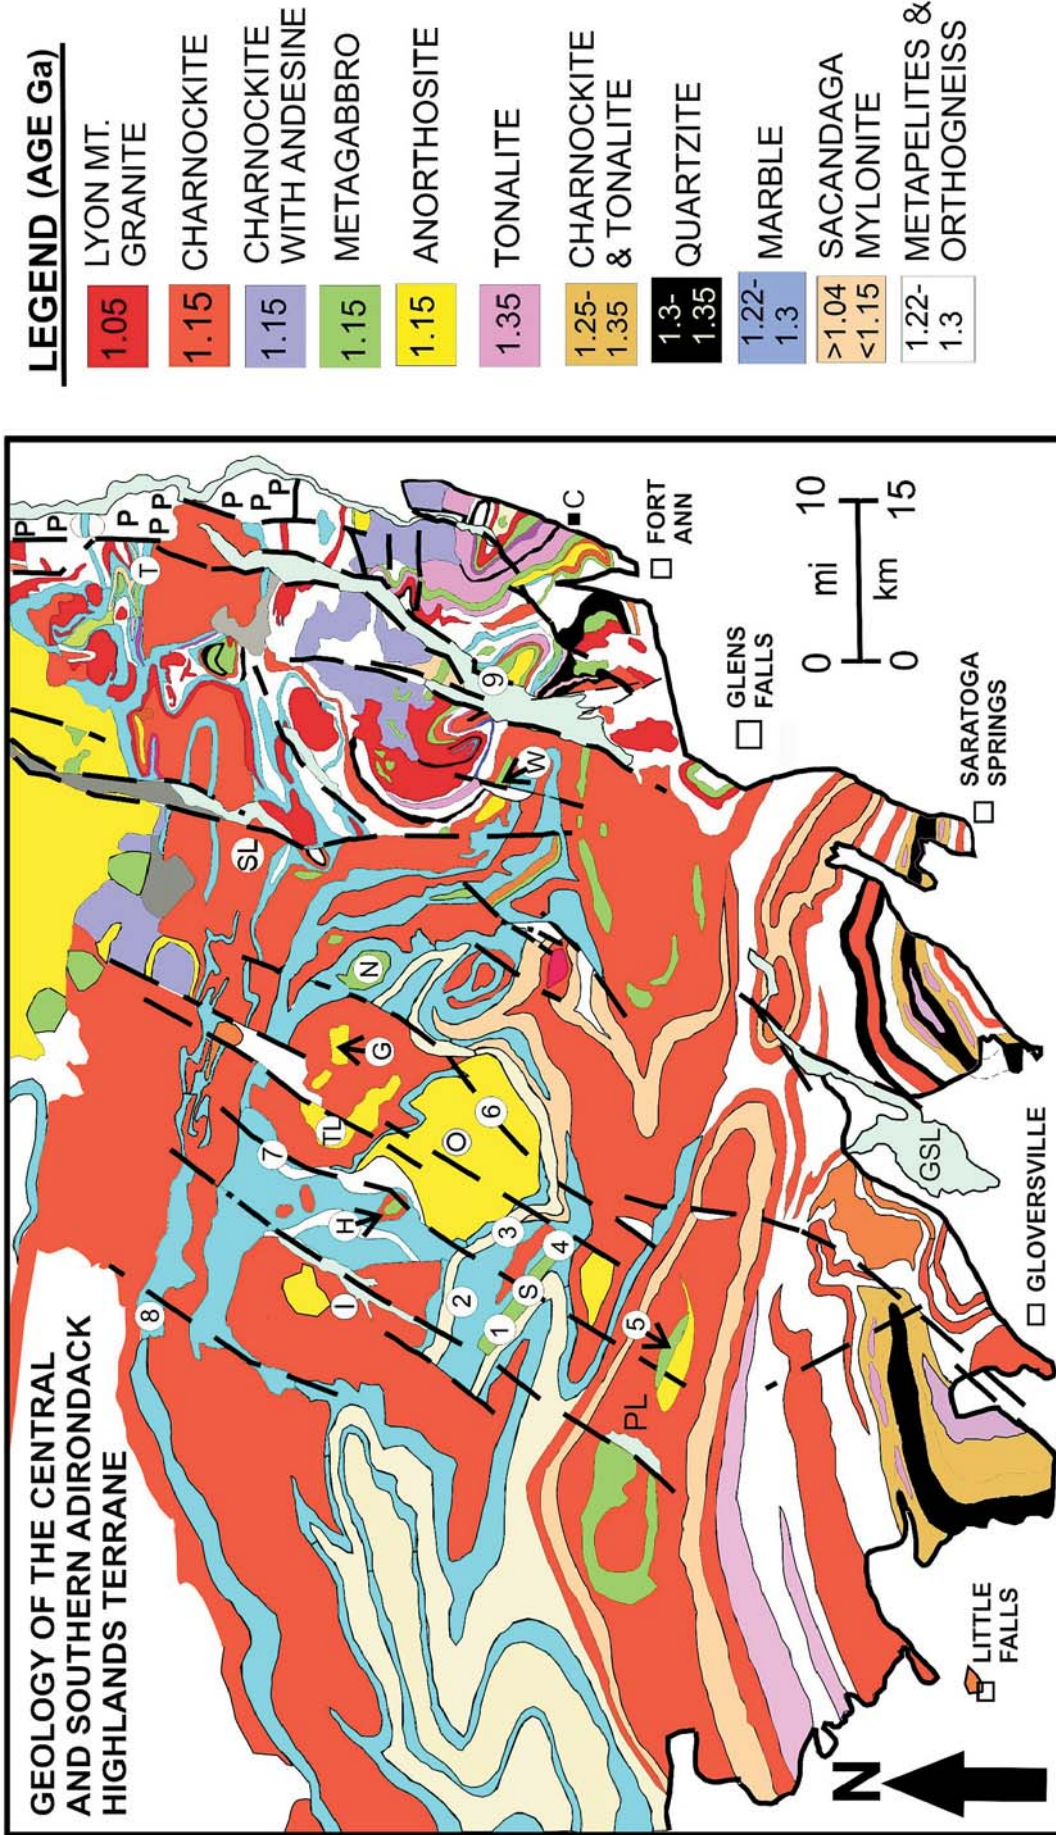 GEOLOGY OF THE CENTRAL
AND SOUTHERN ADIRONDACK
HIGHLANDS TERRANE
8
I
H
7
TL
G
N
SL
T
P
P
P
P
P
P
P
P
2
1
S
3
4
O
6
W
9
C
5
PL
GSL
N
LITTLE
FALLS
GLOVERSVILLE
SARATOGA
SPRINGS
GLENS
FALLS
FORT
ANN
0 mi 10
0 km 15
LEGEND (AGE Ga)
1.05
LYON MT.
GRANITE
1.15
CHARNOCKITE
1.15
CHARNOCKITE
WITH ANDESINE
1.15
METAGABBRO
1.15
ANORTHOSITE
1.35
TONALITE
1.25-
1.35
CHARNOCKITE
& TONALITE
1.3-
1.35
QUARTZITE
1.22-
1.3
MARBLE
>1.04
<1.15
SACANDAGA
MYLONITE
1.22-
1.3
METAPELITES &
ORTHOGNEISS